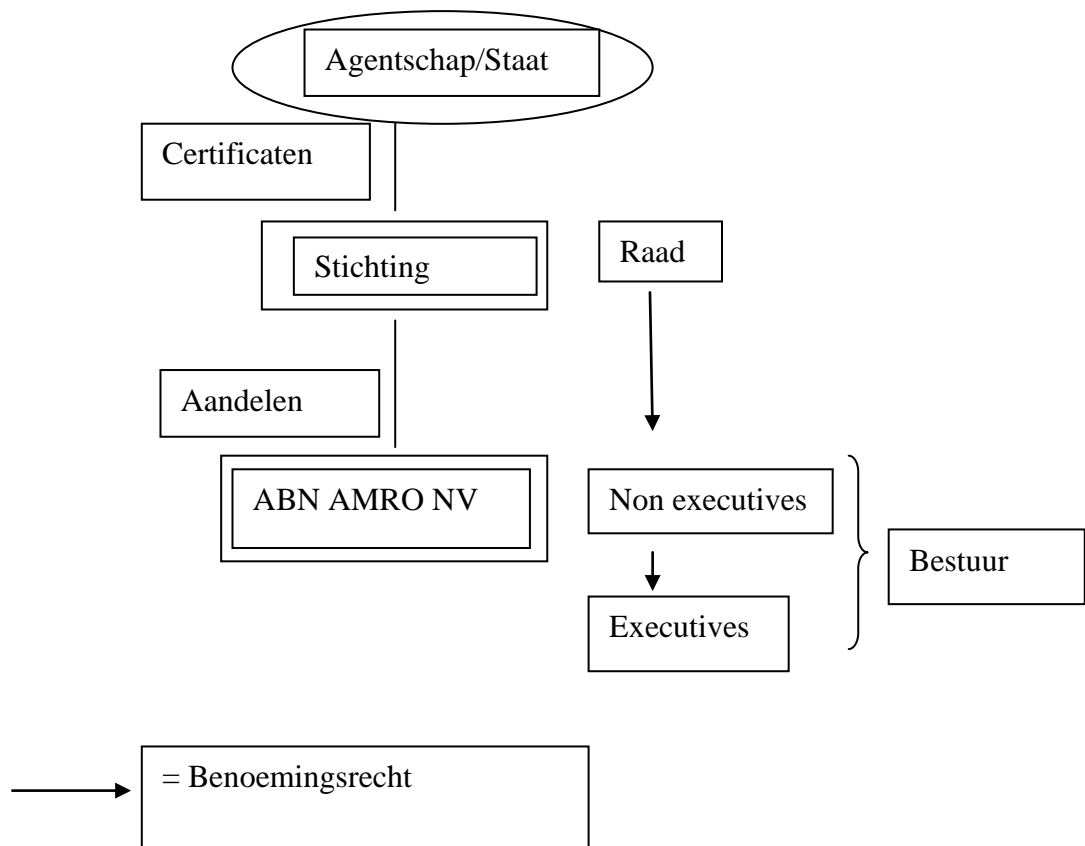 Agentschap/Staat
Certificaten
Stichting
Raad
Aandelen
ABN AMRO NV
Non executives
Bestuur
Executives
= Benoemingsrecht